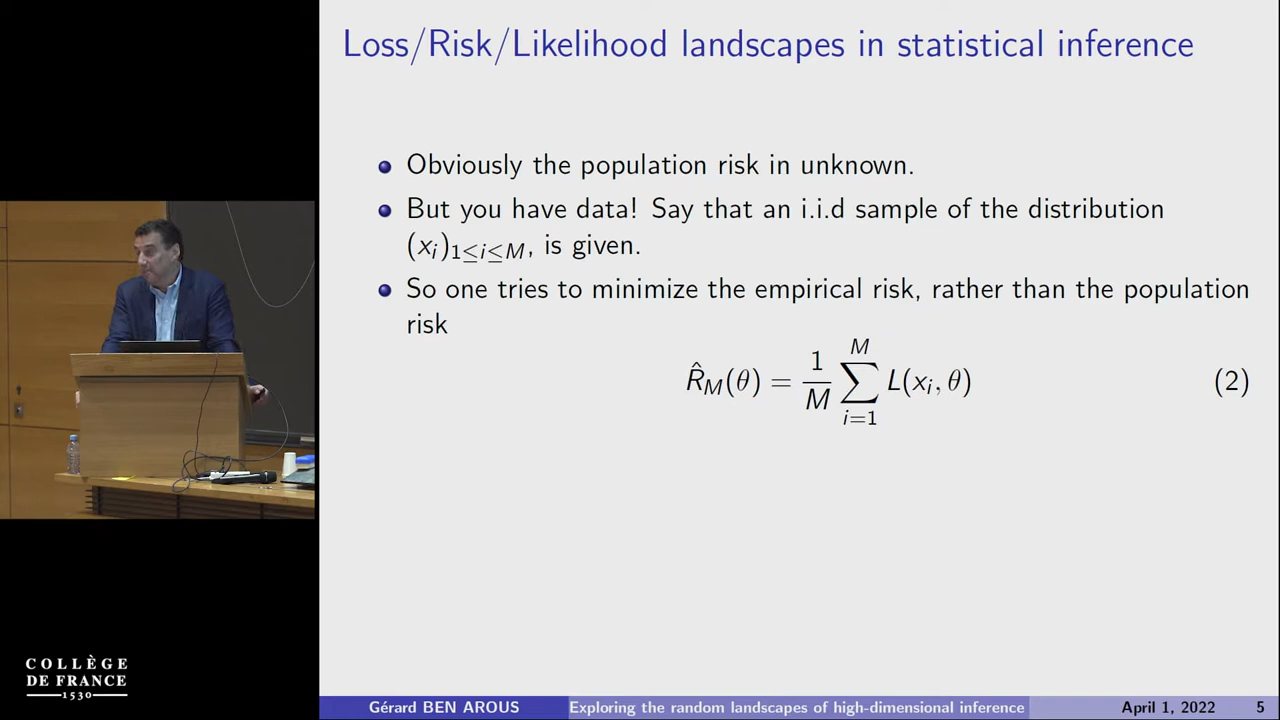 Loss/Risk/Likelihood landscapes in statistical inference
Obviously the population risk in unknown.
But you have data! Say that an i.i.d sample of the distribution
(xᵢ)₁≤ᵢ≤M, is given.
So one tries to minimize the empirical risk, rather than the population
risk
R̂_M(θ) = 1/M ∑_{i=1}^{M} L(xᵢ, θ) (2)
COLLÈGE
DE FRANCE
1530
Gérard BEN AROUS Exploring the random landscapes of high-dimensional inference April 1, 2022 5